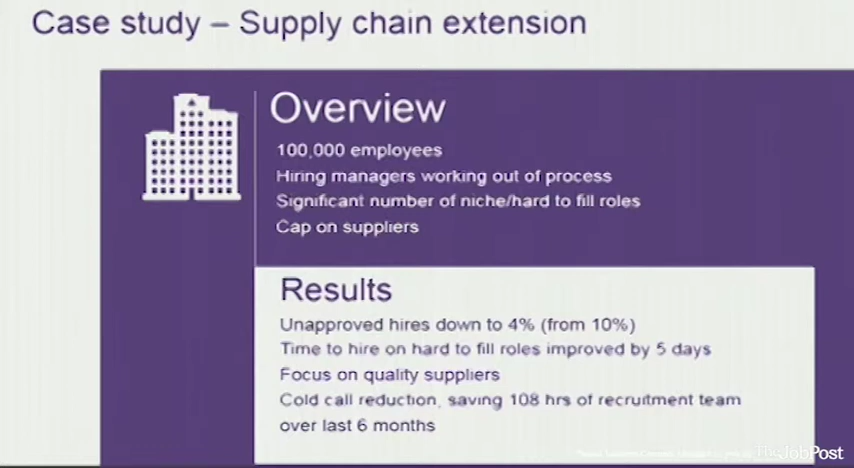 Case study – Supply chain extension
Overview
100,000 employees
Hiring managers working out of process
Significant number of niche/hard to fill roles
Cap on suppliers
Results
Unapproved hires down to 4% (from 10%)
Time to hire on hard to fill roles improved by 5 days
Focus on quality suppliers
Cold call reduction, saving 108 hrs of recruitment team
over last 6 months
TheJobPost